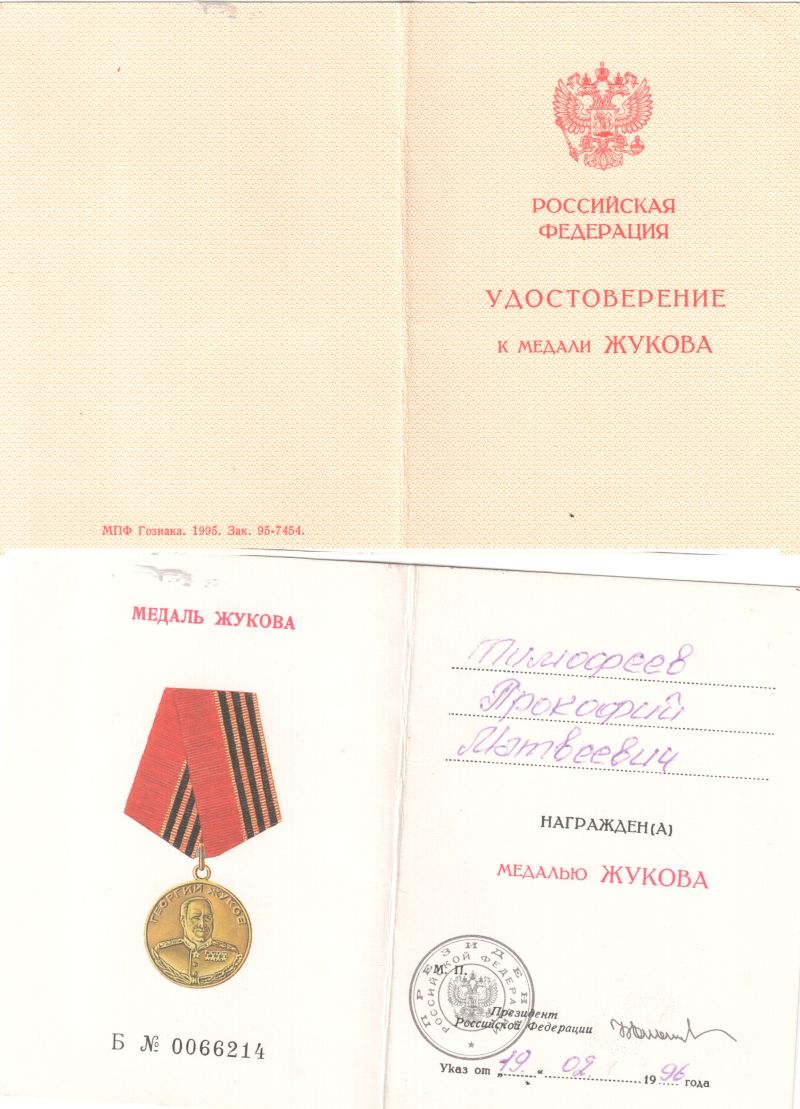 РОССИЙСКАЯ
ФЕДЕРАЦИЯ
УДОСТОВЕРЕНИЕ
К МЕДАЛИ ЖУКОВА
МПФ Гознака. 1995. Зак. 95-7454.
МЕДАЛЬ ЖУКОВА
ГЕОРГИЙ ЖУКОВ
Б № 0066214
Тимофеев
Прокофий
Матвеевич
НАГРАЖДЕН(А)
МЕДАЛЬЮ ЖУКОВА
ПРЕЗИДЕНТ
РОССИЙСКОЙ ФЕДЕРАЦИИ
М. П.
Президент
Российской Федерации
Указ от „19.“ 02. 1996 года